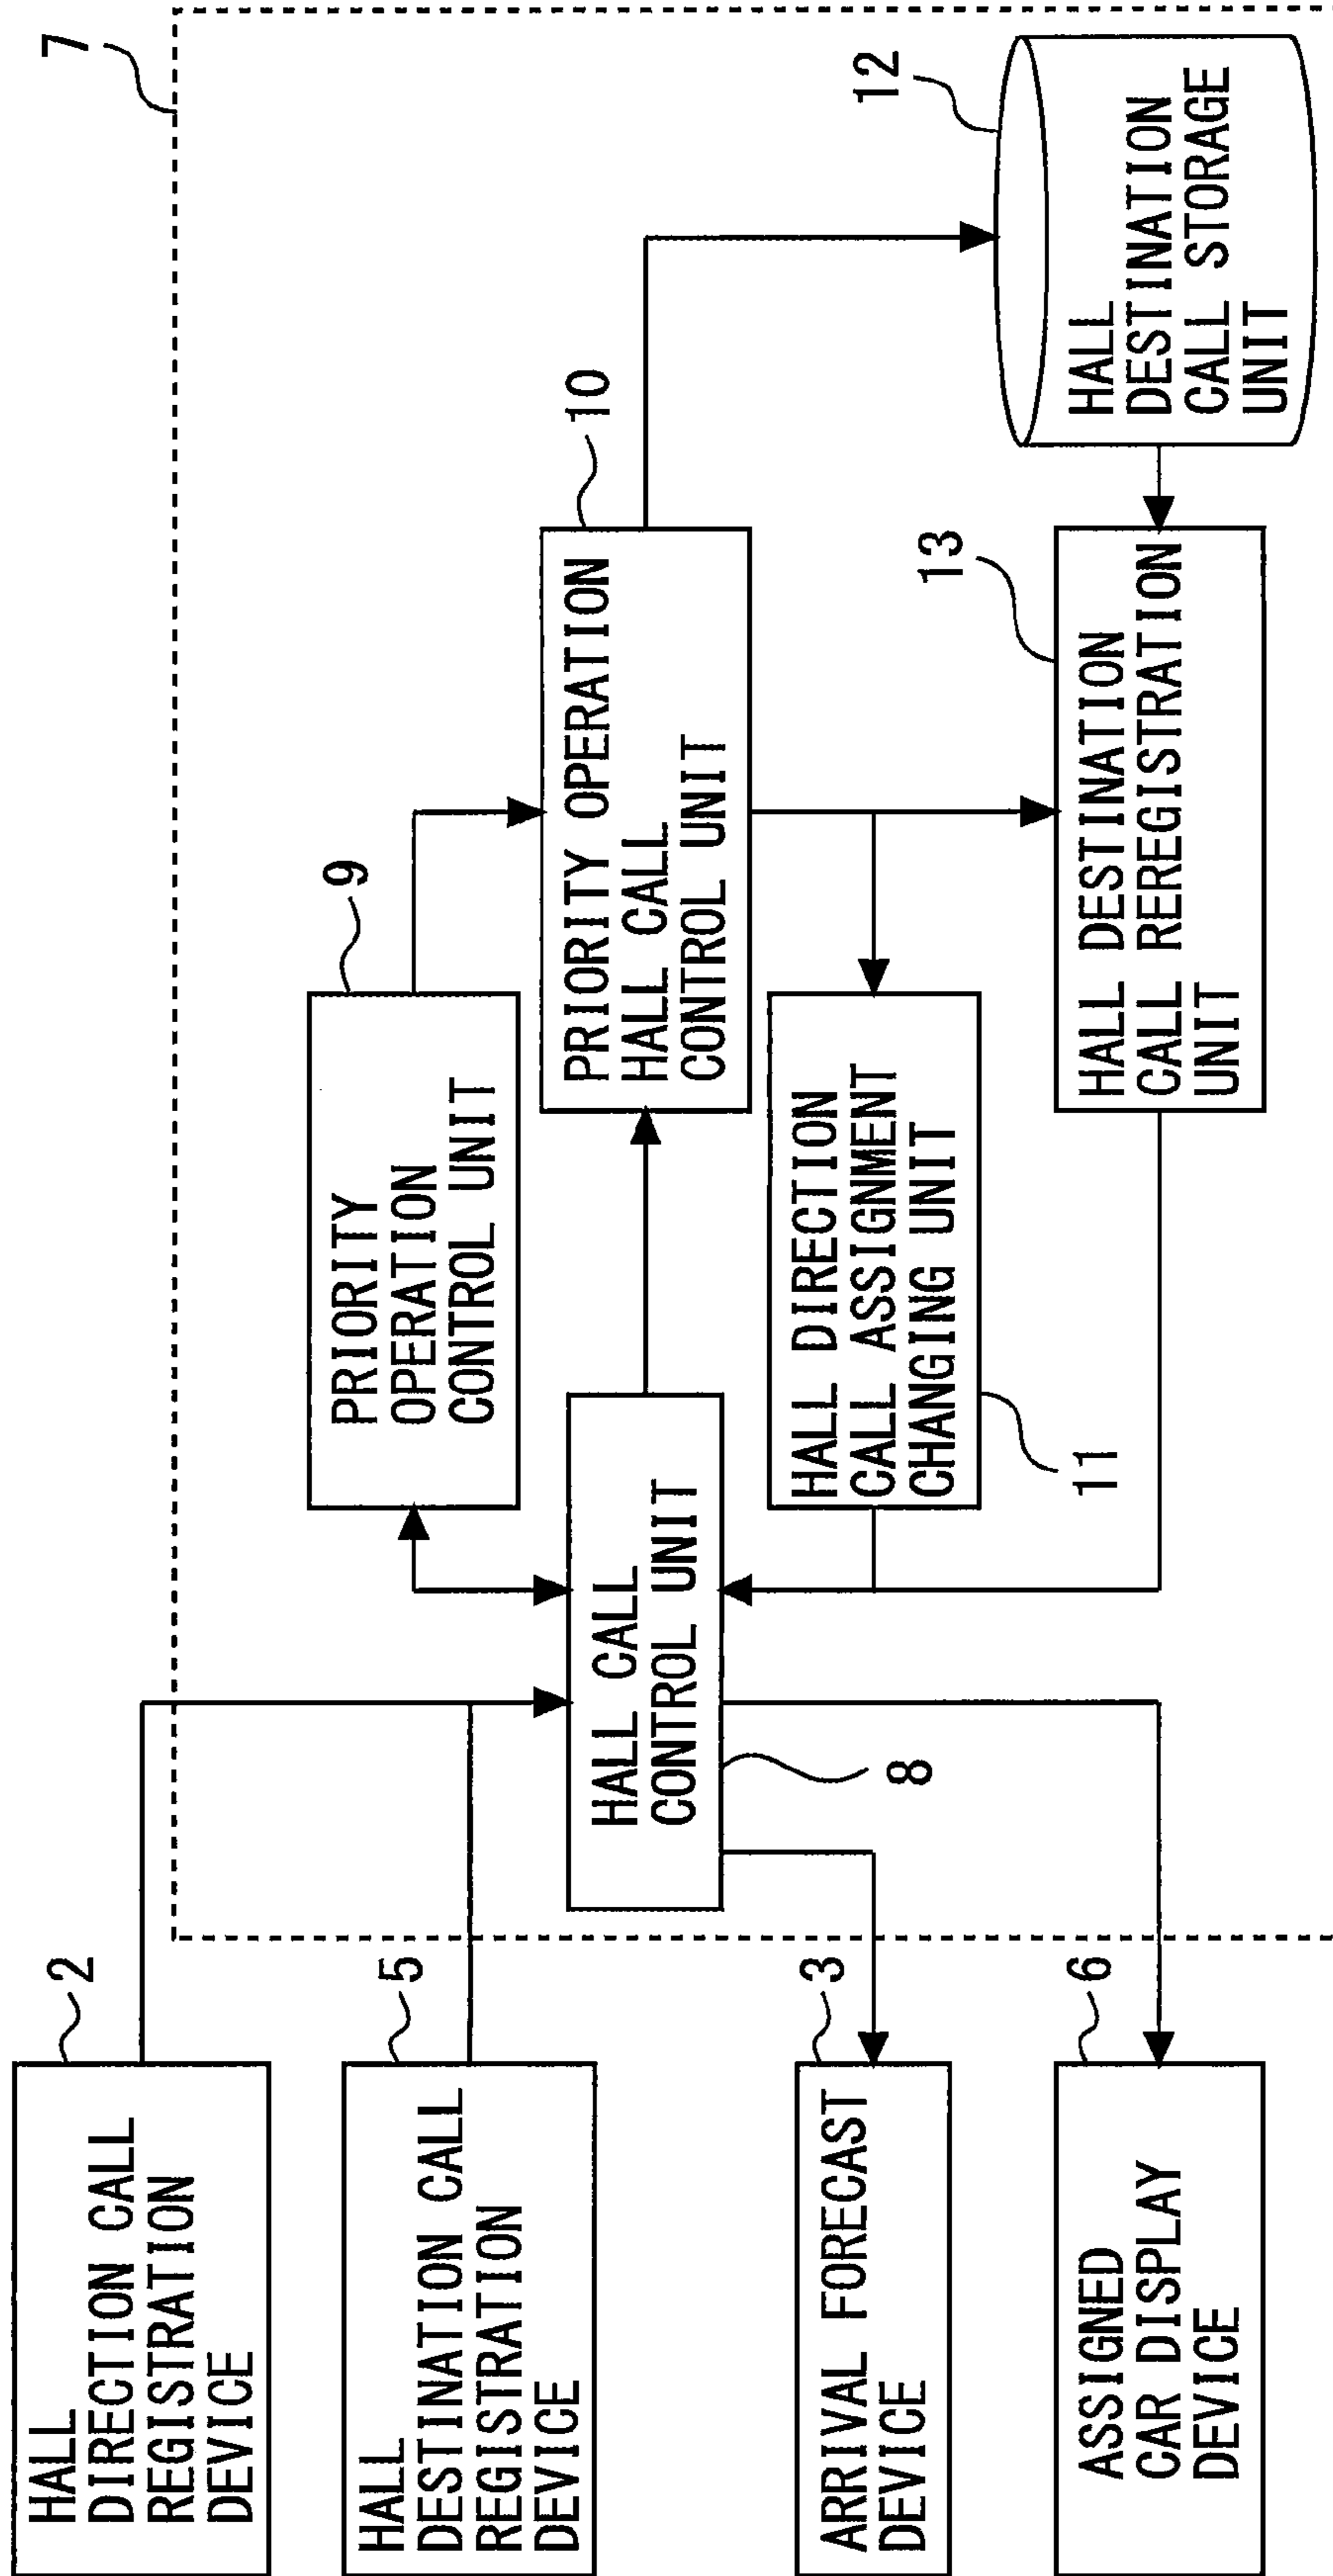 7
HALL
DIRECTION CALL
REGISTRATION
DEVICE
2
HALL
DESTINATION CALL
REGISTRATION
DEVICE
5
ARRIVAL FORECAST
DEVICE
3
ASSIGNED
CAR DISPLAY
DEVICE
6
HALL CALL
CONTROL UNIT
8
PRIORITY
OPERATION
CONTROL UNIT
9
PRIORITY OPERATION
HALL CALL
CONTROL UNIT
10
HALL DIRECTION
CALL ASSIGNMENT
CHANGING UNIT
11
HALL DESTINATION
CALL REREGISTRATION
UNIT
13
HALL
DESTINATION
CALL STORAGE
UNIT
12